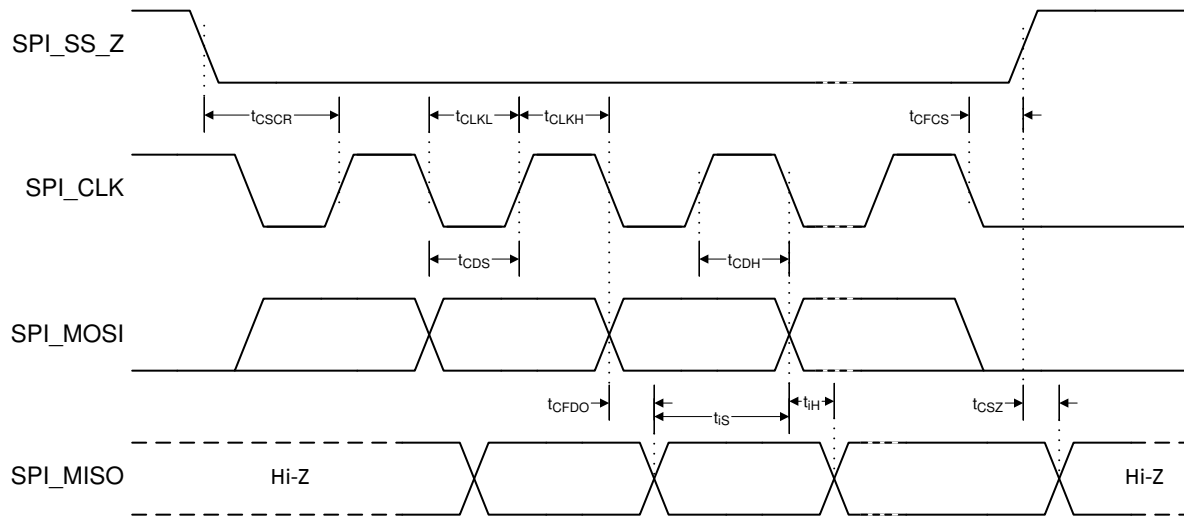 SPI_SS_Z
tCSCR
tCLKL
tCLKH
tCFCS
SPI_CLK
tCDS
tCDH
SPI_MOSI
tCFDO
tiS
tiH
tCSZ
SPI_MISO
Hi-Z
Hi-Z